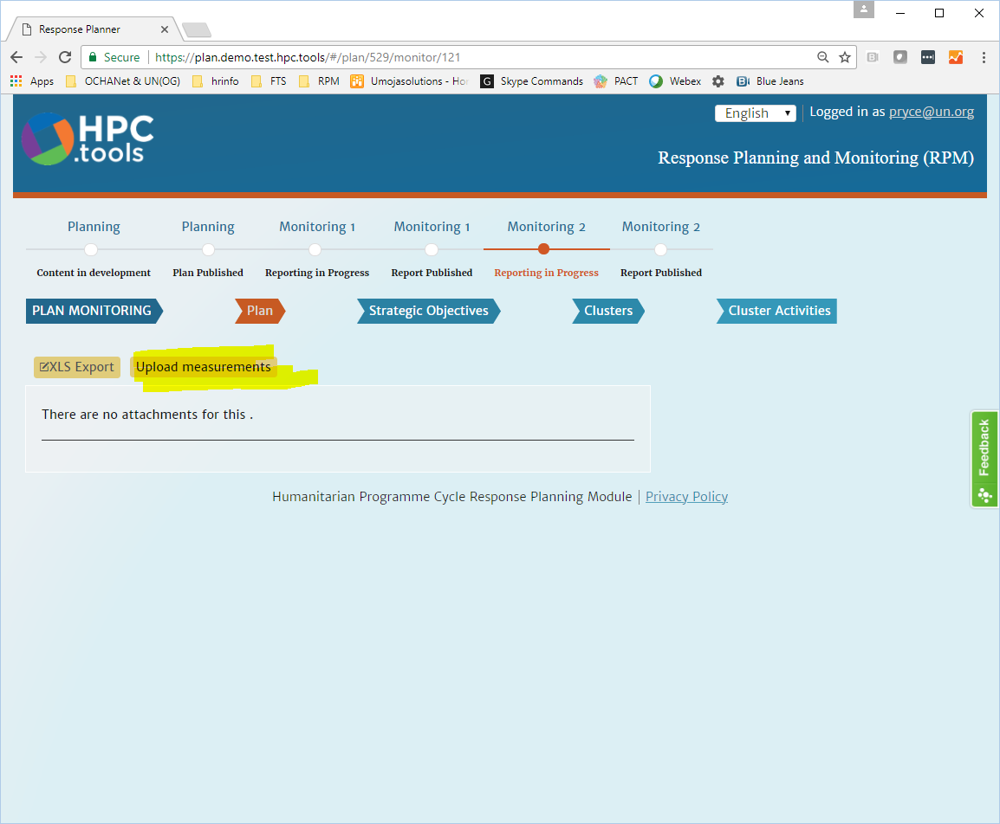 Response Planner
Secure https://plan.demo.test.hpc.tools/#/plan/529/monitor/121
Apps OCHANet & UN(OG) hrinfo FTS RPM Umojasolutions - Hor G Skype Commands PACT Webex Bl Blue Jeans
English Logged in as pryce@un.org
HPC
.tools
Response Planning and Monitoring (RPM)
Planning Planning Monitoring 1 Monitoring 1 Monitoring 2 Monitoring 2
Content in development Plan Published Reporting in Progress Report Published Reporting in Progress Report Published
PLAN MONITORING Plan Strategic Objectives Clusters Cluster Activities
XLS Export Upload measurements
There are no attachments for this .
Feedback
Humanitarian Programme Cycle Response Planning Module | Privacy Policy